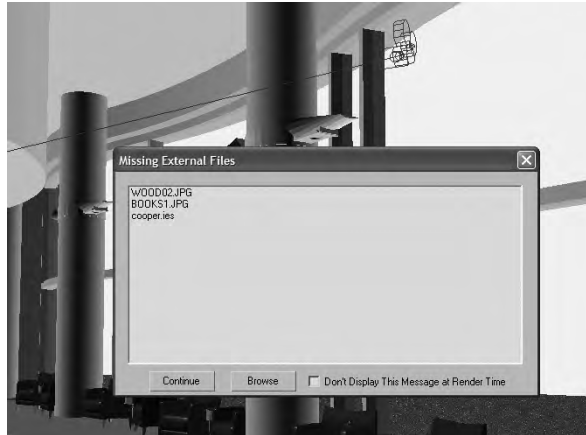 Missing External Files
WOOD02.JPG
BOOKS1.JPG
cooper.ies
Continue Browse Don't Display This Message at Render Time